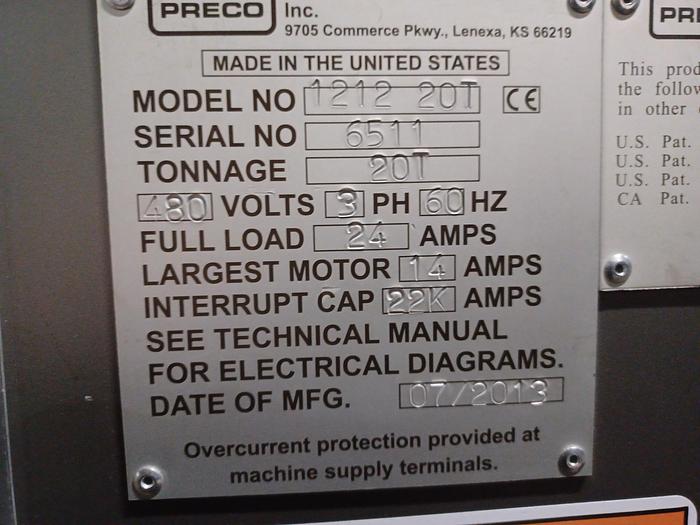 PRECO Inc.
9705 Commerce Pkwy., Lenexa, KS 66219
MADE IN THE UNITED STATES
MODEL NO 1212 20T CE
SERIAL NO 6511
TONNAGE 20T
480 VOLTS 3 PH 60 HZ
FULL LOAD 24 AMPS
LARGEST MOTOR 14 AMPS
INTERRUPT CAP 22K AMPS
SEE TECHNICAL MANUAL
FOR ELECTRICAL DIAGRAMS.
DATE OF MFG. 07/2013
Overcurrent protection provided at
machine supply terminals.
This
the
in other
U.S. Pat.
U.S. Pat.
U.S. Pat.
CA Pat.